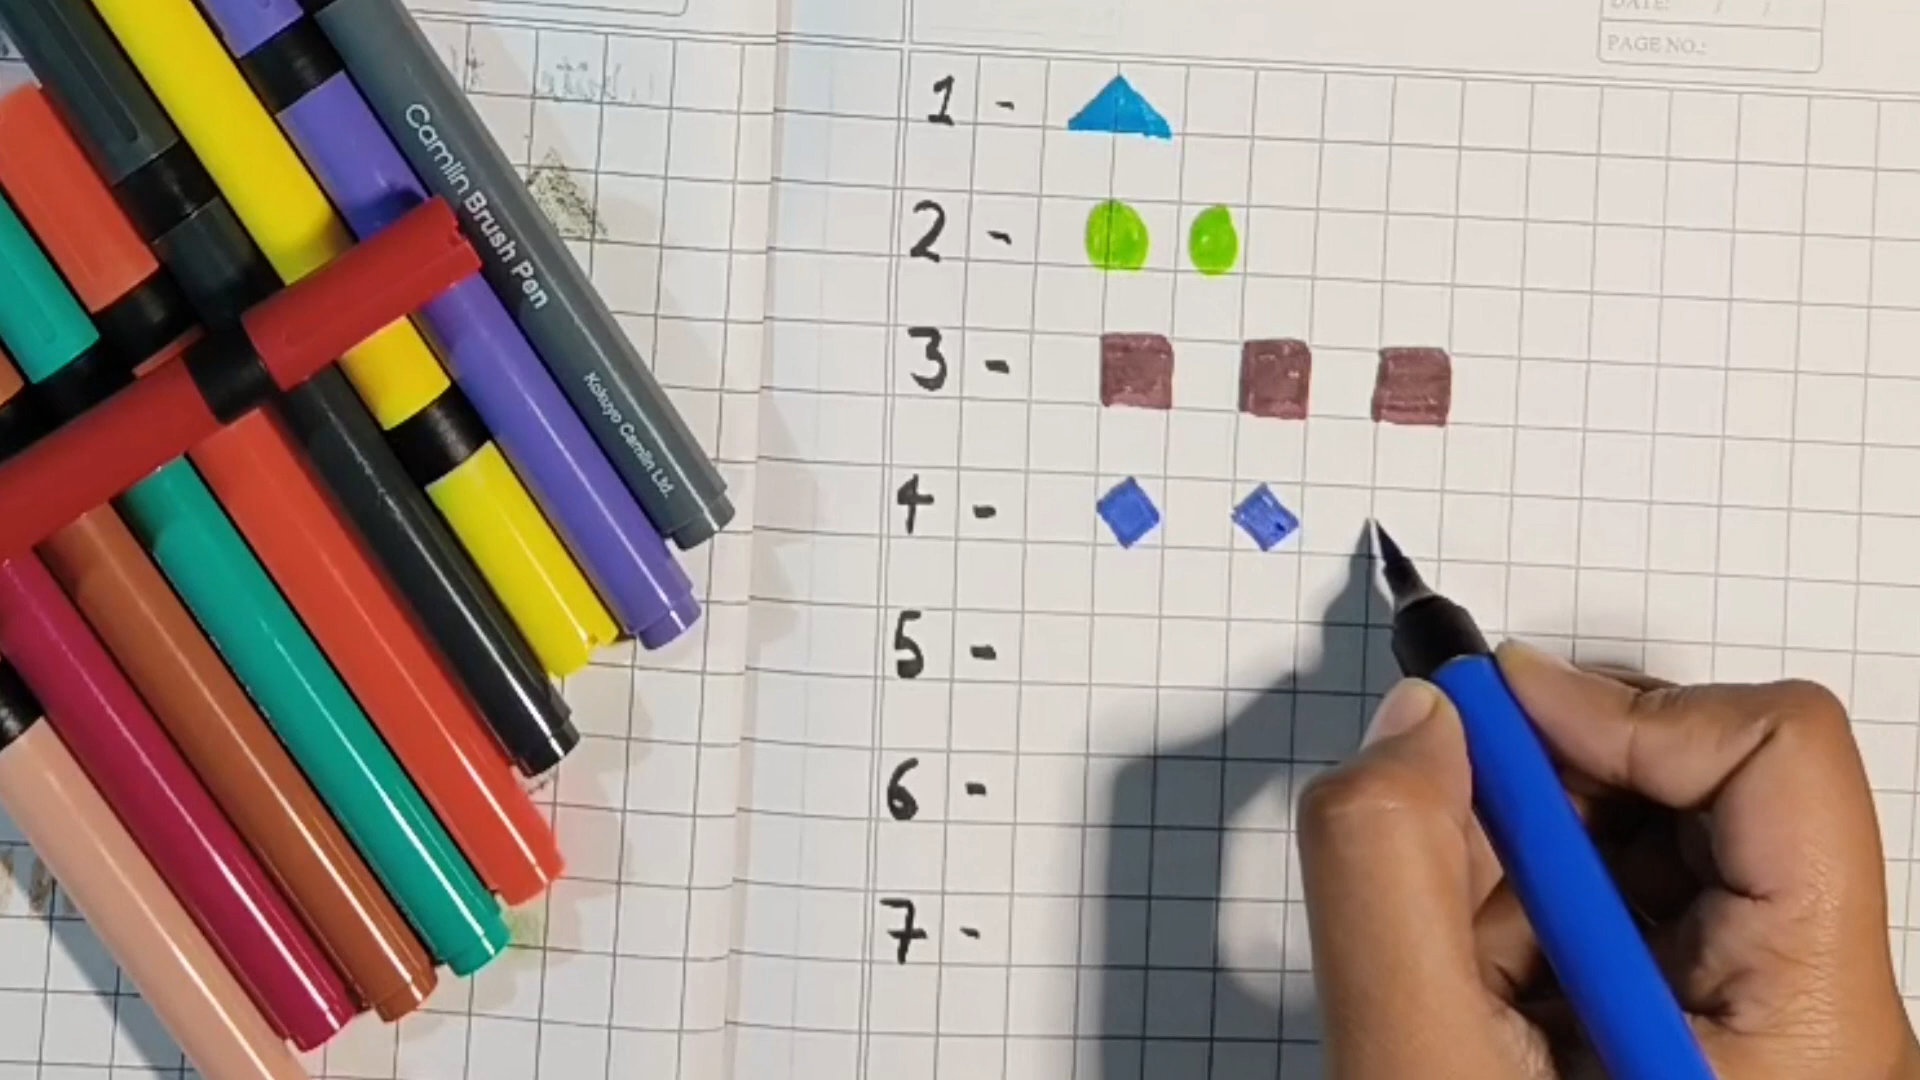 DATE: / /
PAGE NO.:
Camlin Brush Pen
Kokuyo Camlin Ltd.
1 -
2 -
3 -
4 -
5 -
6 -
7 -